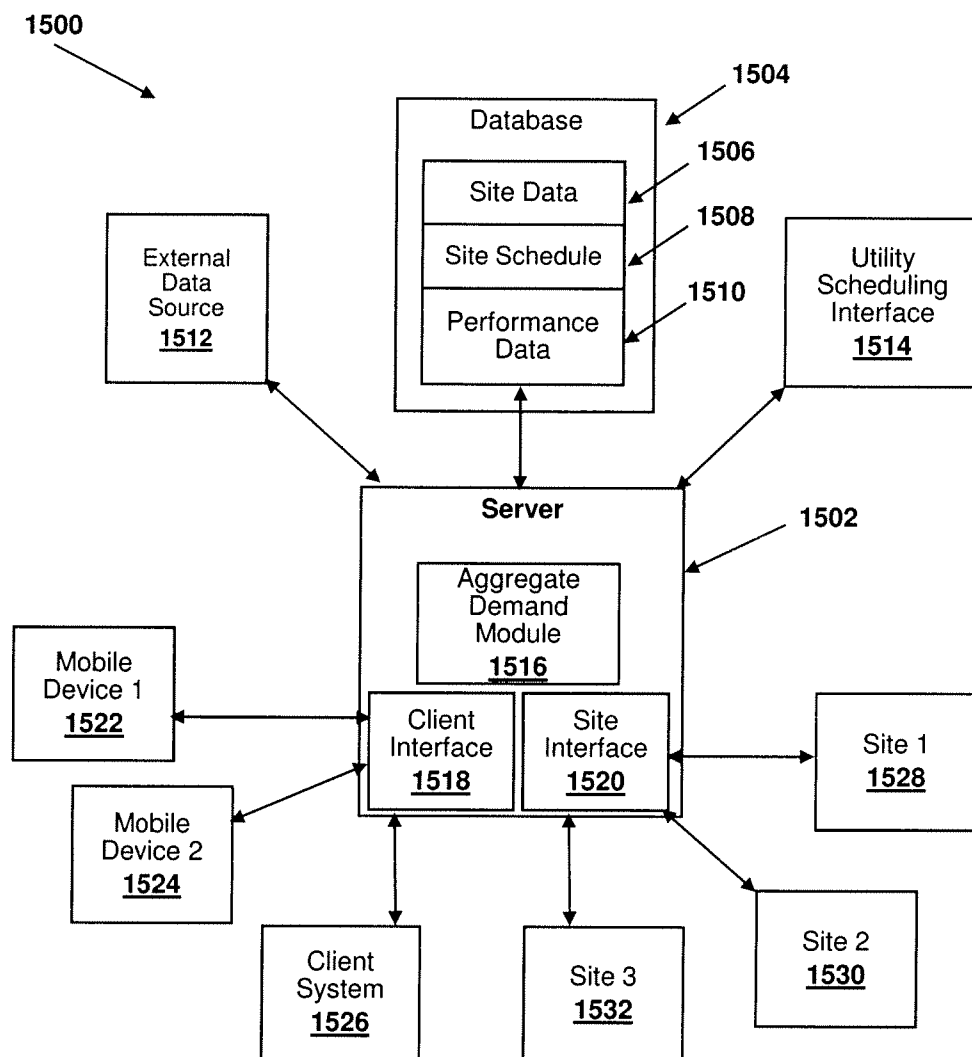 1500
1504
Database
1506
Site Data
1508
Site Schedule
1510
Performance
Data
External
Data
Source
1512
Utility
Scheduling
Interface
1514
Server
1502
Aggregate
Demand
Module
1516
Mobile
Device 1
1522
Client
Interface
1518
Site
Interface
1520
Site 1
1528
Mobile
Device 2
1524
Client
System
1526
Site 3
1532
Site 2
1530